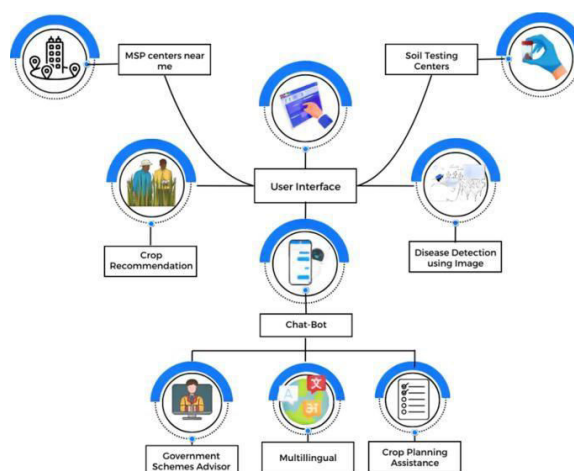 MSP centers near
me
Soil Testing
Centers
User Interface
Crop
Recommendation
Disease Detection
using Image
Chat-Bot
Government
Schemes Advisor
Multillingual
Crop Planning
Assistance